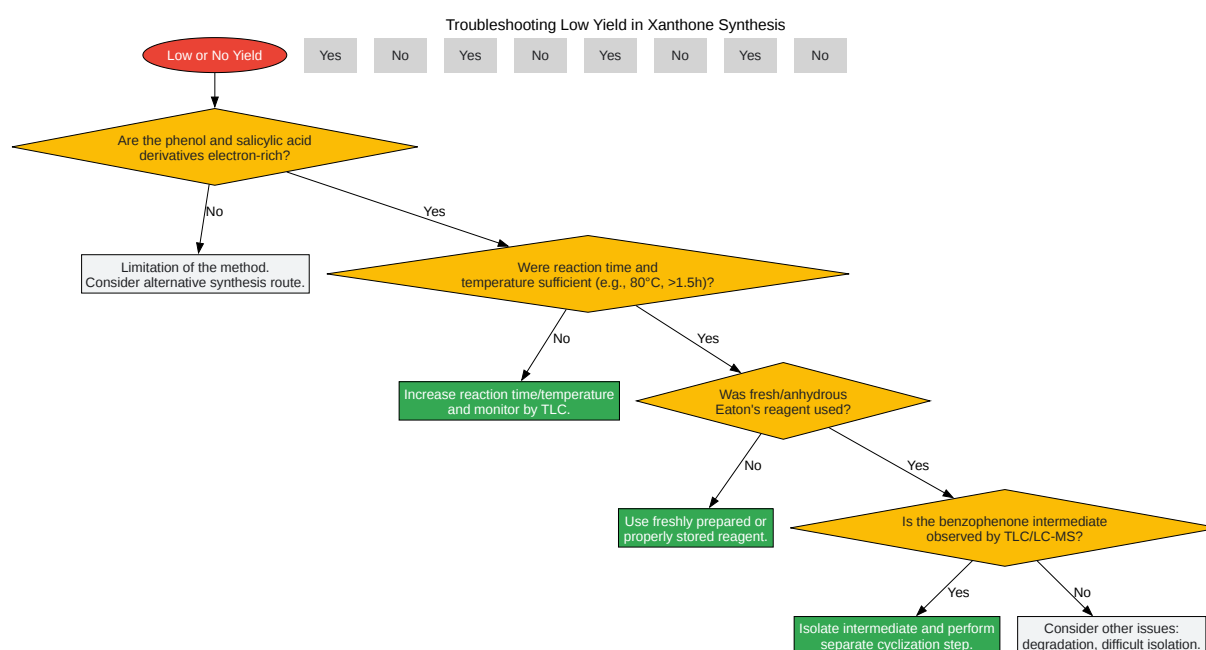 Troubleshooting Low Yield in Xanthone Synthesis
Low or No Yield
Yes
No
Yes
No
Yes
No
Yes
No
Are the phenol and salicylic acid
derivatives electron-rich?
No
Yes
Limitation of the method.
Consider alternative synthesis route.
Were reaction time and
temperature sufficient (e.g., 80°C, >1.5h)?
No
Yes
Increase reaction time/temperature
and monitor by TLC.
Was fresh/anhydrous
Eaton's reagent used?
No
Yes
Use freshly prepared or
properly stored reagent.
Is the benzophenone intermediate
observed by TLC/LC-MS?
Yes
No
Isolate intermediate and perform
separate cyclization step.
Consider other issues:
degradation, difficult isolation.